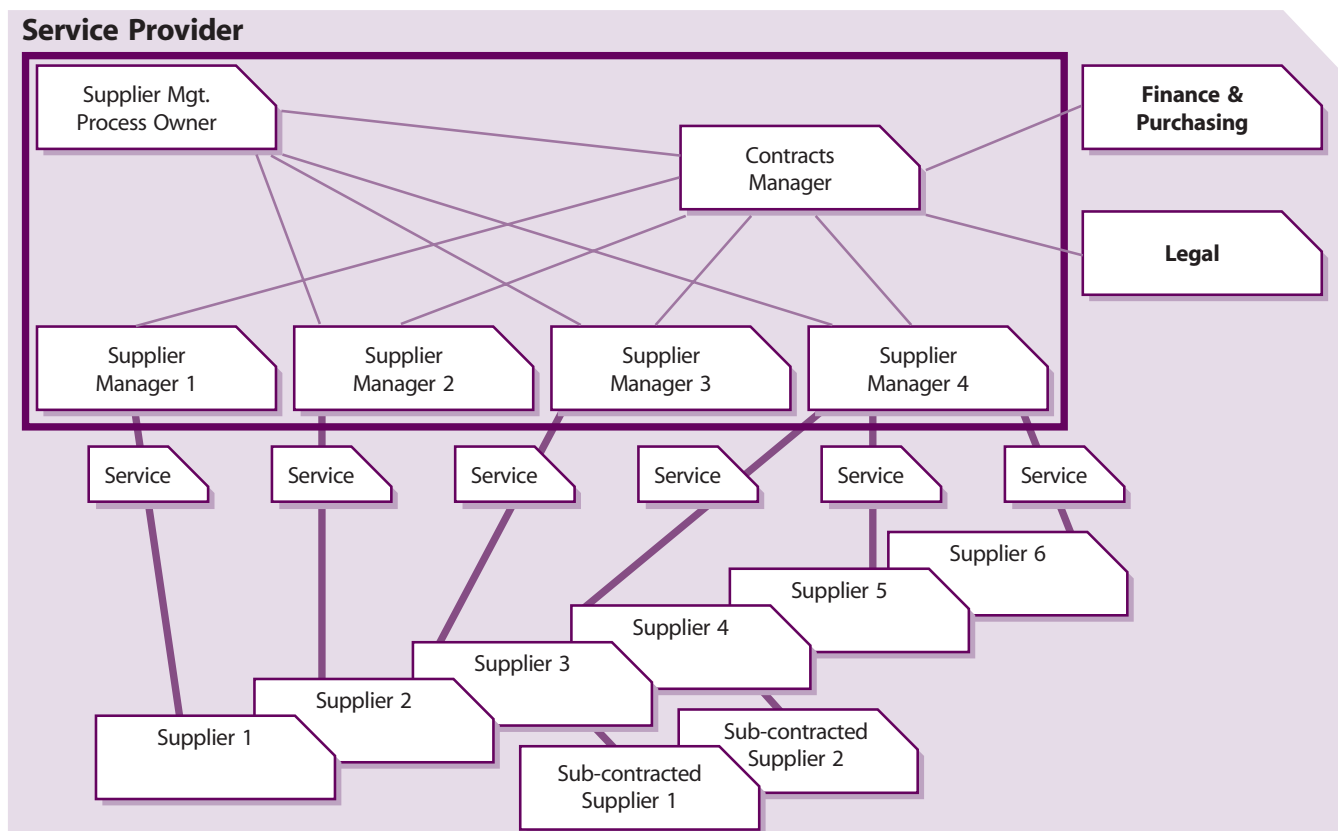 Service Provider
Supplier Mgt.
Process Owner
Finance &
Purchasing
Contracts
Manager
Legal
Supplier
Manager 1
Supplier
Manager 2
Supplier
Manager 3
Supplier
Manager 4
Service
Service
Service
Service
Service
Service
Supplier 6
Supplier 5
Supplier 4
Supplier 3
Supplier 2
Supplier 1
Sub-contracted
Supplier 2
Sub-contracted
Supplier 1